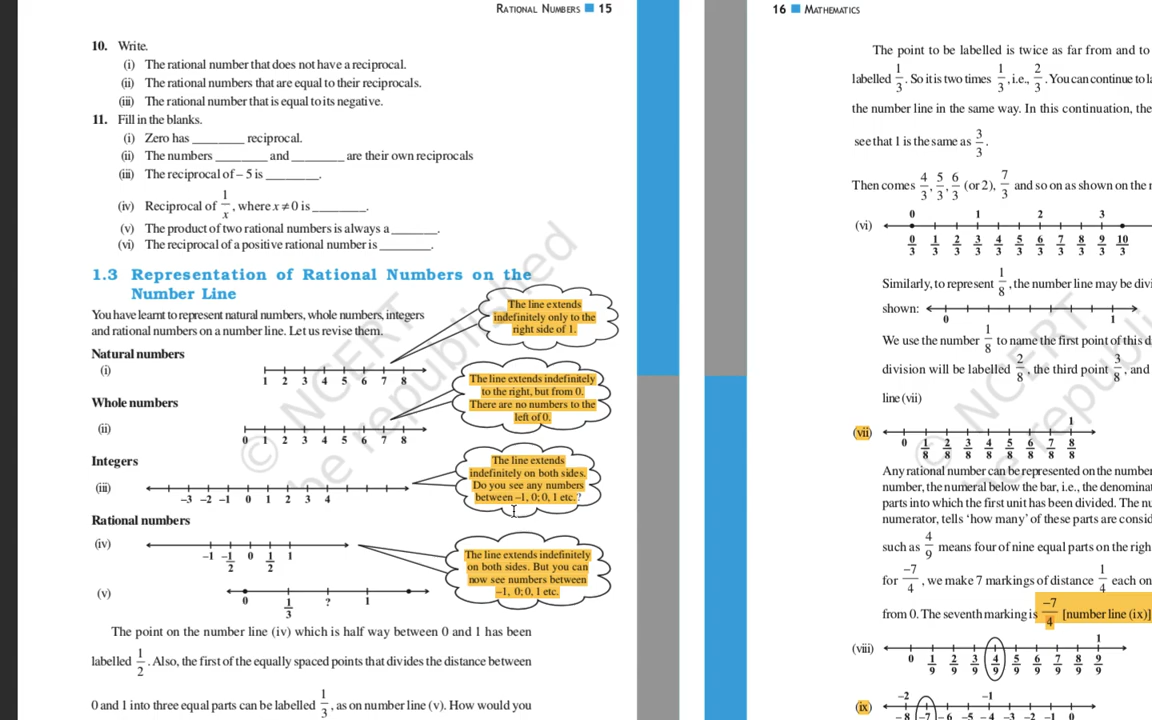 RATIONAL NUMBERS 15
10. Write.
(i) The rational number that does not have a reciprocal.
(ii) The rational numbers that are equal to their reciprocals.
(iii) The rational number that is equal to its negative.
11. Fill in the blanks.
(i) Zero has ________ reciprocal.
(ii) The numbers ________ and ________ are their own reciprocals
(iii) The reciprocal of – 5 is ________.
(iv) Reciprocal of 1/x, where x ≠ 0 is ________.
(v) The product of two rational numbers is always a _______.
(vi) The reciprocal of a positive rational number is ________.
1.3 Representation of Rational Numbers on the
Number Line
You have learnt to represent natural numbers, whole numbers, integers
and rational numbers on a number line. Let us revise them.
The line extends
indefinitely only to the
right side of 1.
Natural numbers
(i)
1 2 3 4 5 6 7 8
The line extends indefinitely
to the right, but from 0.
There are no numbers to the
left of 0.
Whole numbers
(ii)
0 1 2 3 4 5 6 7 8
The line extends
indefinitely on both sides.
Do you see any numbers
between –1, 0; 0, 1 etc.?
Integers
(iii)
–3 –2 –1 0 1 2 3 4
Rational numbers
(iv)
–1 –1/2 0 1/2 1
The line extends indefinitely
on both sides. But you can
now see numbers between
–1, 0; 0, 1 etc.
(v)
0 1/3 ? 1
The point on the number line (iv) which is half way between 0 and 1 has been
labelled 1/2. Also, the first of the equally spaced points that divides the distance between
0 and 1 into three equal parts can be labelled 1/3, as on number line (v). How would you
© NCERT
be republished
16 MATHEMATICS
The point to be labelled is twice as far from and to
labelled 1/3. So it is two times 1/3, i.e., 2/3. You can continue to
the number line in the same way. In this continuation, the
see that 1 is the same as 3/3.
Then comes 4/3, 5/3, 6/3 (or 2), 7/3 and so on as shown on the
(vi)
0 1 2 3
0/3 1/3 2/3 3/3 4/3 5/3 6/3 7/3 8/3 9/3 10/3
Similarly, to represent 1/8, the number line may be
shown:
0 1
We use the number 1/8 to name the first point of this
division will be labelled 2/8, the third point 3/8, and
line (vii)
(vii)
1
0 1/8 2/8 3/8 4/8 5/8 6/8 7/8 8/8
Any rational number can be represented on the number
number, the numeral below the bar, i.e., the
parts into which the first unit has been divided. The
numerator, tells ‘how many’ of these parts are
such as 4/9 means four of nine equal parts on the
for –7/4, we make 7 markings of distance 1/4 each on
from 0. The seventh marking is –7/4 [number line (ix)]
(viii)
1
0 1/9 2/9 3/9 4/9 5/9 6/9 7/9 8/9 9/9
(ix)
–2 –1
–8 –7 –6 –5 –4 –3 –2 –1 0
© NCERT